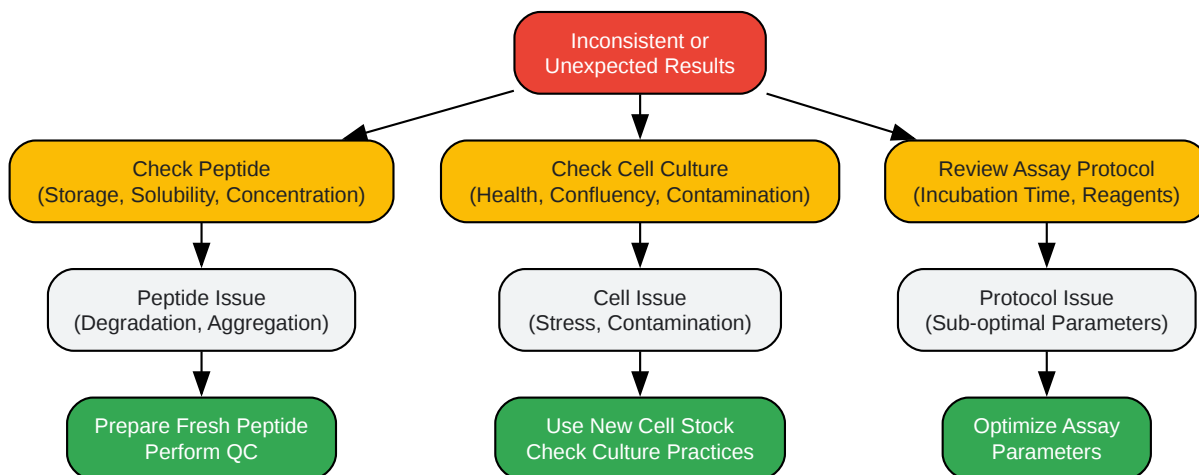 Inconsistent or
Unexpected Results
Check Peptide
(Storage, Solubility, Concentration)
Check Cell Culture
(Health, Confluency, Contamination)
Review Assay Protocol
(Incubation Time, Reagents)
Peptide Issue
(Degradation, Aggregation)
Cell Issue
(Stress, Contamination)
Protocol Issue
(Sub-optimal Parameters)
Prepare Fresh Peptide
Perform QC
Use New Cell Stock
Check Culture Practices
Optimize Assay
Parameters